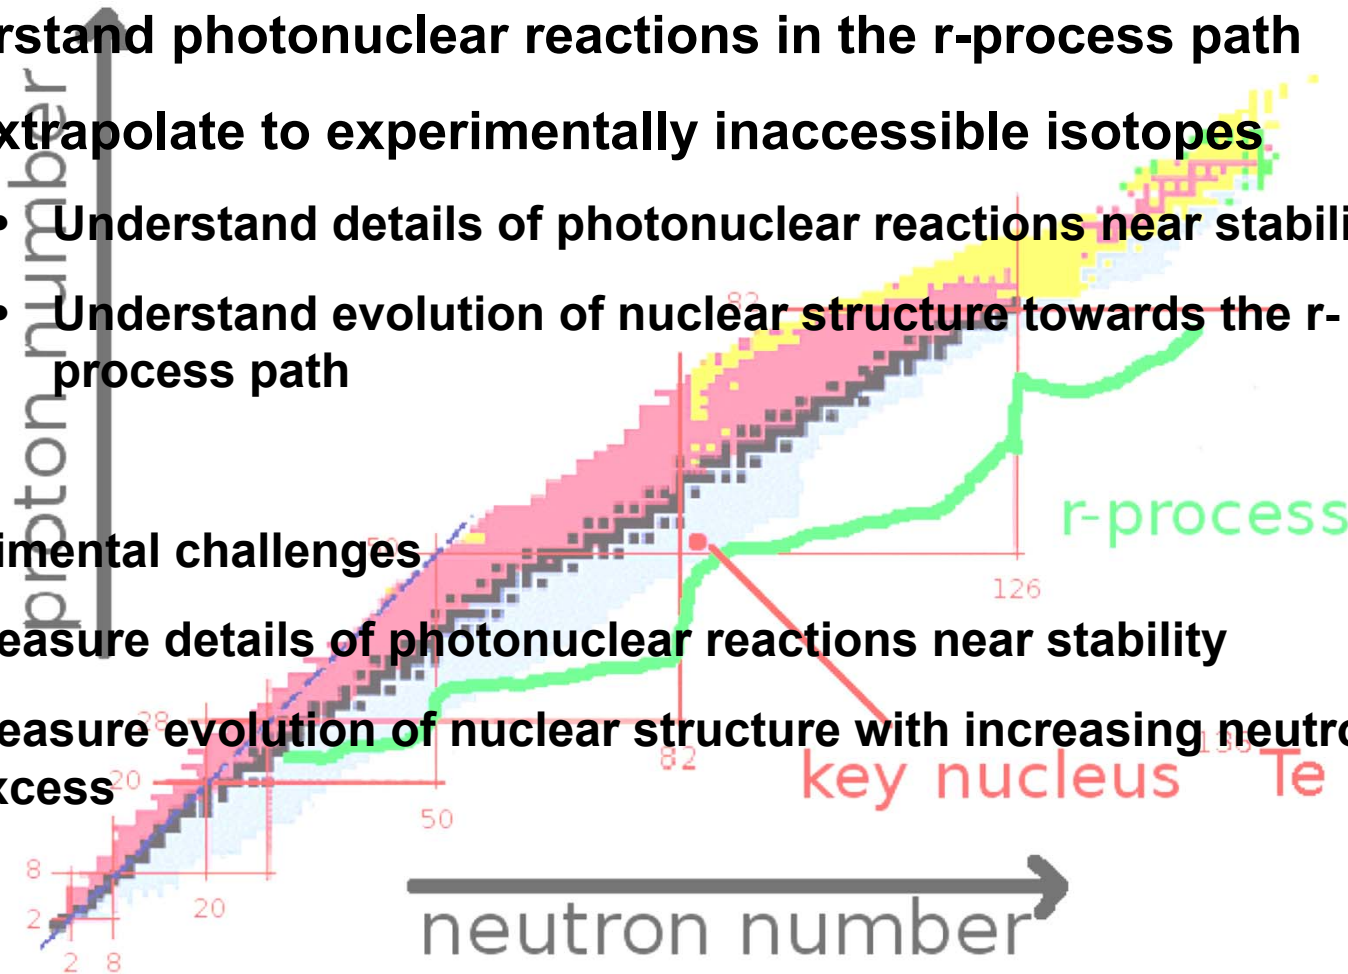 rstand photonuclear reactions in the r-process path
xtrapolate to experimentally inaccessible isotopes
• Understand details of photonuclear reactions near stabili
• Understand evolution of nuclear structure towards the r-
process path
imental challenges
easure details of photonuclear reactions near stability
easure evolution of nuclear structure with increasing neutro
xcess
proton number
82
50
r-process
126
28
82
key nucleus
Te
20
50
8
20
2
neutron number
2 8